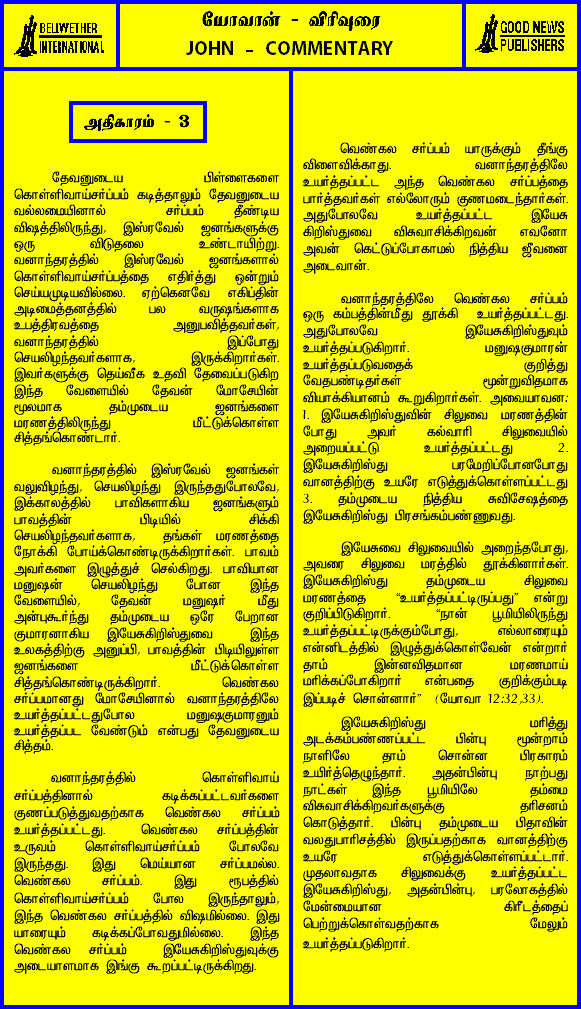 BELWETHER
INTERNATIONAL
யோவான் - விரிவுரை
JOHN - COMMENTARY
GOOD NEWS
PUBLISHERS
அதிகாரம் - 3
தேவனுடைய பிள்ளைகளை
கொள்ளிவாய்சர்ப்பம் கடித்தாலும் தேவனுடைய
வல்லமையினால் சர்ப்பம் தீண்டிய
விஷத்திலிருந்து, இஸ்ரவேல் ஜனங்களுக்கு
ஒரு விடுதலை உண்டாயிற்று.
வனாந்தரத்தில் இஸ்ரவேல் ஜனங்களால்
கொள்ளிவாய்சர்ப்பத்தை எதிர்த்து ஒன்றும்
செய்யமுடியவில்லை. ஏற்கெனவே எகிப்தின்
அடிமைத்தனத்தில் பல வருஷங்களாக
உபத்திரவத்தை அனுபவித்தவர்கள்,
வனாந்தரத்தில் இப்போது
செயலிழந்தவர்களாக, இருக்கிறார்கள்.
இவர்களுக்கு தெய்வீக உதவி தேவைப்படுகிற
இந்த வேளையில் தேவன் மோசேயின்
மூலமாக தம்முடைய ஜனங்களை
மரணத்திலிருந்து மீட்டுக்கொள்ள
சித்தங்கொண்டார்.
வனாந்தரத்தில் இஸ்ரவேல் ஜனங்கள்
வலுவிழந்து, செயலிழந்து இருந்ததுபோலவே,
இக்காலத்தில் பாவிகளாகிய ஜனங்களும்
பாவத்தின் பிடியில் சிக்கி
செயலிழந்தவர்களாக, தங்கள் மரணத்தை
நோக்கி போய்க்கொண்டிருக்கிறார்கள். பாவம்
அவர்களை இழுத்துச் செல்கிறது. பாவியான
மனுஷன் செயலிழந்து போன இந்த
வேளையில், தேவன் மனுஷர் மீது
அன்புகூர்ந்து தம்முடைய ஒரே பேறான
குமாரனாகிய இயேசுகிறிஸ்துவை இந்த
உலகத்திற்கு அனுப்பி, பாவத்தின் பிடியிலுள்ள
ஜனங்களை மீட்டுக்கொள்ள
சித்தங்கொண்டிருக்கிறார். வெண்கல
சர்ப்பமானது மோசேயினால் வனாந்தரத்திலே
உயர்த்தப்பட்டதுபோல மனுஷகுமாரனும்
உயர்த்தப்பட வேண்டும் என்பது தேவனுடைய
சித்தம்.
வனாந்தரத்தில் கொள்ளிவாய்
சர்ப்பத்தினால் கடிக்கப்பட்டவர்களை
குணப்படுத்துவதற்காக வெண்கல சர்ப்பம்
உயர்த்தப்பட்டது. வெண்கல சர்ப்பத்தின்
உருவம் கொள்ளிவாய்சர்ப்பம் போலவே
இருந்தது. இது மெய்யான சர்ப்பமல்ல.
வெண்கல சர்ப்பம். இது ரூபத்தில்
கொள்ளிவாய்சர்ப்பம் போல இருந்தாலும்,
இந்த வெண்கல சர்ப்பத்தில் விஷமில்லை. இது
யாரையும் கடிக்கப்போவதுமில்லை. இந்த
வெண்கல சர்ப்பம் இயேசுகிறிஸ்துவுக்கு
அடையாளமாக இங்கு கூறப்பட்டிருக்கிறது.
வெண்கல சர்ப்பம் யாருக்கும் தீங்கு
விளைவிக்காது. வனாந்தரத்திலே
உயர்த்தப்பட்ட அந்த வெண்கல சர்ப்பத்தை
பார்த்தவர்கள் எல்லோரும் குணமடைந்தார்கள்.
அதுபோலவே உயர்த்தப்பட்ட இயேசு
கிறிஸ்துவை விசுவாசிக்கிறவன் எவனோ
அவன் கெட்டுப்போகாமல் நித்திய ஜீவனை
அடைவான்.
வனாந்தரத்திலே வெண்கல சர்ப்பம்
ஒரு கம்பத்தின்மீது தூக்கி உயர்த்தப்பட்டது.
அதுபோலவே இயேசுகிறிஸ்துவும்
உயர்த்தப்படுகிறார். மனுஷகுமாரன்
உயர்த்தப்படுவதைக் குறித்து
வேதபண்டிதர்கள் மூன்றுவிதமாக
வியாக்கியானம் கூறுகிறார்கள். அவையாவன:
1. இயேசுகிறிஸ்துவின் சிலுவை மரணத்தின்
போது அவர் கல்வாரி சிலுவையில்
அறையப்பட்டு உயர்த்தப்பட்டது 2.
இயேசுகிறிஸ்து பரமேறிப்போனபோது
வானத்திற்கு உயரே எடுத்துக்கொள்ளப்பட்டது
3. தம்முடைய நித்திய சுவிசேஷத்தை
இயேசுகிறிஸ்து பிரசங்கம்பண்ணுவது.
இயேசுவை சிலுவையில் அறைந்தபோது,
அவரை சிலுவை மரத்தில் தூக்கினார்கள்.
இயேசுகிறிஸ்து தம்முடைய சிலுவை
மரணத்தை “உயர்த்தப்பட்டிருப்பது” என்று
குறிப்பிடுகிறார். “நான் பூமியிலிருந்து
உயர்த்தப்பட்டிருக்கும்போது, எல்லாரையும்
என்னிடத்தில் இழுத்துக்கொள்வேன் என்றார்
தாம் இன்னவிதமான மரணமாய்
மரிக்கப்போகிறார் என்பதை குறிக்கும்படி
இப்படிச் சொன்னார்” (யோவா 12:32,33).
இயேசுகிறிஸ்து மரித்து
அடக்கம்பண்ணப்பட்ட பின்பு மூன்றாம்
நாளிலே தாம் சொன்ன பிரகாரம்
உயிர்த்தெழுந்தார். அதன்பின்பு நாற்பது
நாட்கள் இந்த பூமியிலே தம்மை
விசுவாசிக்கிறவர்களுக்கு தரிசனம்
கொடுத்தார். பின்பு தம்முடைய பிதாவின்
வலதுபாரிசத்தில் இருப்பதற்காக வானத்திற்கு
உயரே எடுத்துக்கொள்ளப்பட்டார்.
முதலாவதாக சிலுவைக்கு உயர்த்தப்பட்ட
இயேசுகிறிஸ்து, அதன்பின்பு, பரலோகத்தில்
மேன்மையான கிரீடத்தைப்
பெற்றுக்கொள்வதற்காக மேலும்
உயர்த்தப்படுகிறார்.